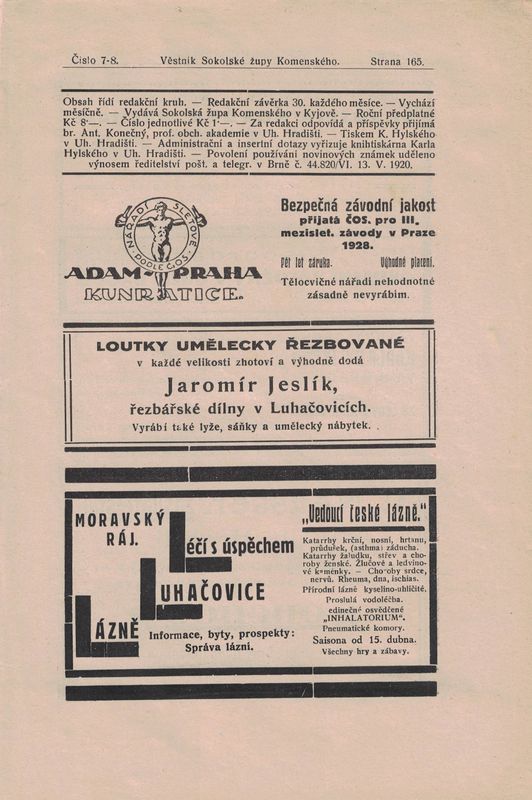 Číslo 7-8. Věstník Sokolské župy Komenského. Strana 165.
Obsah řídí redakční kruh. — Redakční závěrka 30. každého měsíce. — Vychází
měsíčně. — Vydává Sokolská župa Komenského v Kyjově. — Roční předplatné
Kč 8·—. — Číslo jednotlivé Kč 1·—. — Za redakci odpovídá a příspěvky přijímá
br. Ant. Konečný, prof. obch. akademie v Uh. Hradišti. — Tiskem K. Hylského
v Uh. Hradišti. — Administrační a insertní dotazy vyřizuje knihtiskárna Karla
Hylského v Uh. Hradišti. — Povolení používání novinových známek uděleno
výnosem ředitelství pošt. a telegr. v Brně č. 44.820/VI. 13. V. 1920.
NÁŘADÍ SLETOVÉ
PODLE Č.O.S.
ADAM-PRAHA
KUNRATICE.
Bezpečná závodní jakost
přijatá ČOS. pro III.
mezislet. závody v Praze
1928.
Pět let záruka. Výhodné placení.
Tělocvičné nářadí nehodnotné
zásadně nevyrábím.
LOUTKY UMĚLECKY ŘEZBOVANÉ
v každé velikosti zhotoví a výhodně dodá
Jaromír Jeslík,
řezbářské dílny v Luhačovicích.
Vyrábí také lyže, sáňky a umělecký nábytek.
MORAVSKÝ
RÁJ.
Léčí s úspěchem
LUHAČOVICE
LÁZNĚ
Informace, byty, prospekty:
Správa lázní.
„Vedoucí české lázně.“
Katarrhy krční, nosní, hrtanu,
průdušek, (asthma) záducha.
Katarrhy žaludku, střev a cho-
roby ženské. Žlučové a ledvino-
vé kaménky. — Choroby srdce,
nervů. Rheuma, dna, ischias.
Přírodní lázně kyselino-uhličité.
Proslulá vodoléčba.
edinečné osvědčené
„INHALATORIUM“.
Pneumatické komory.
Saisona od 15. dubna.
Všechny hry a zábavy.